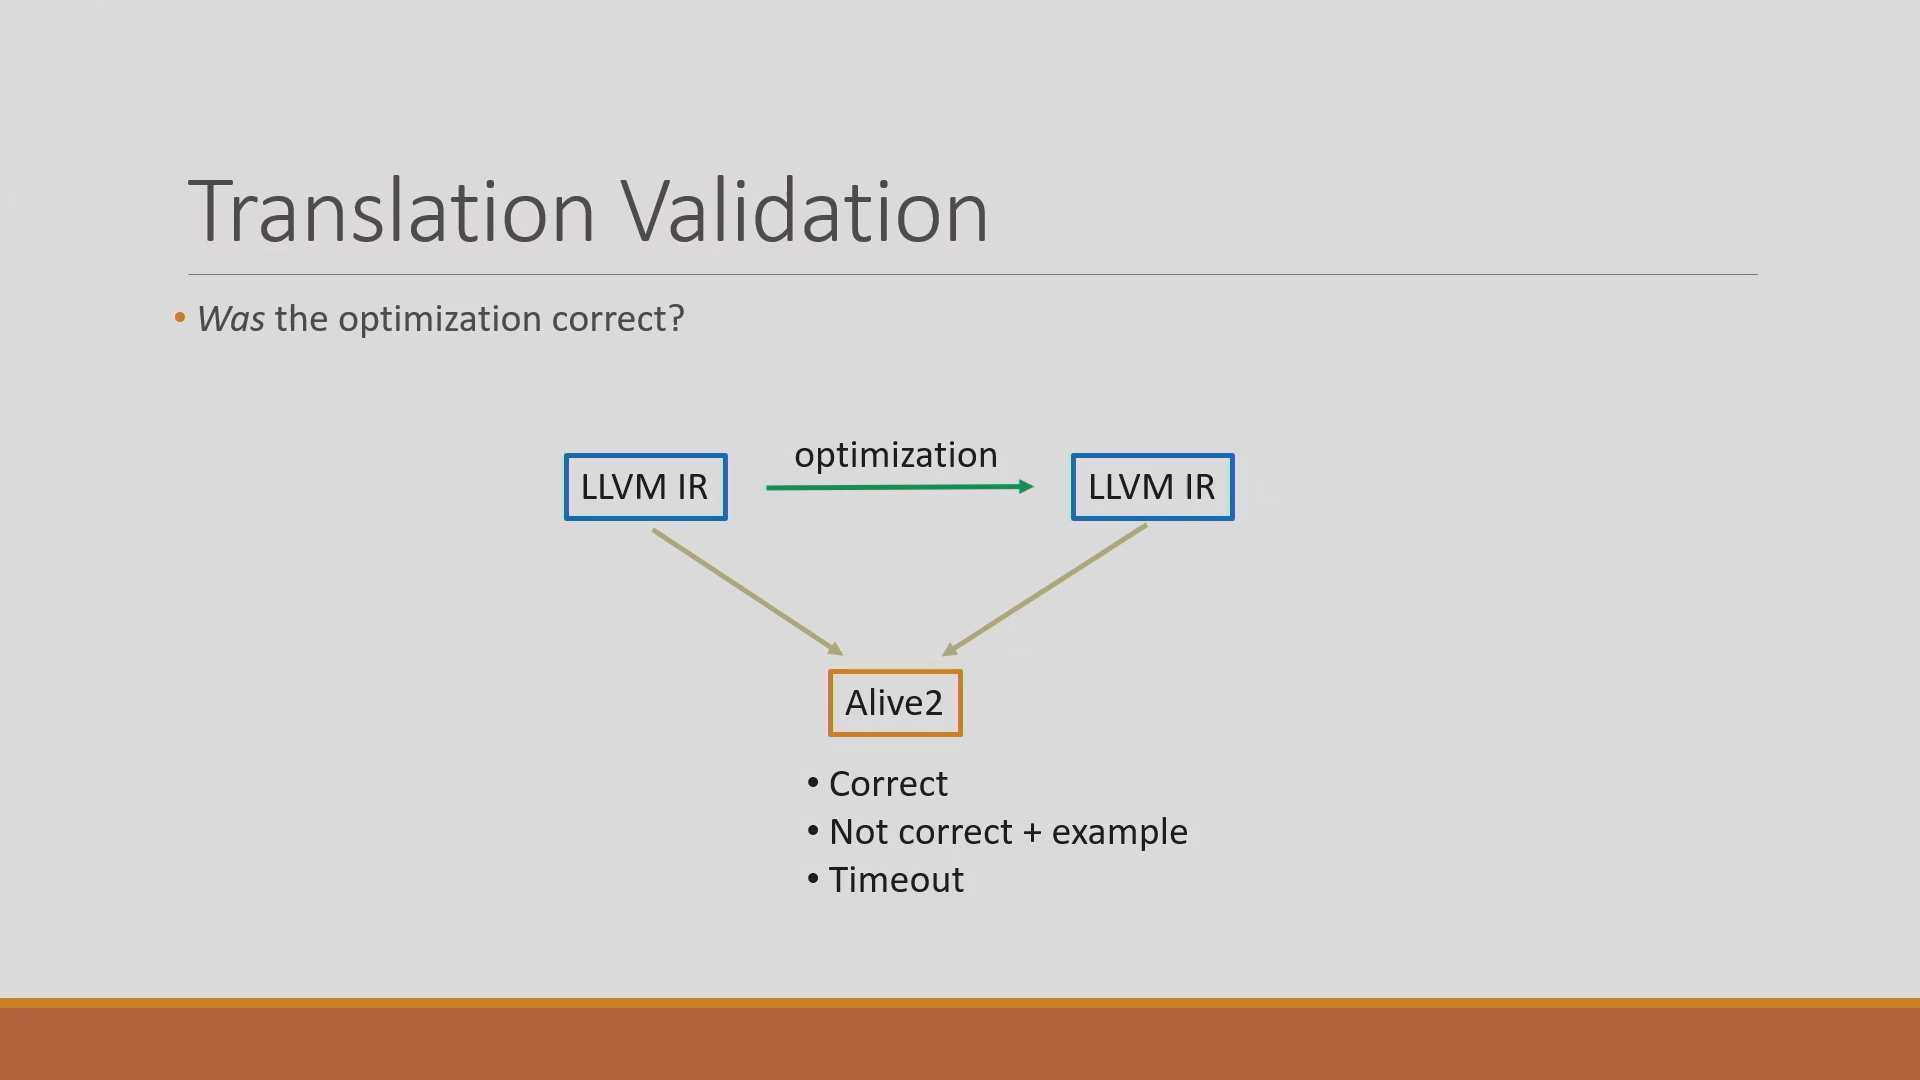 Translation Validation
• Was the optimization correct?
optimization
LLVM IR
LLVM IR
Alive2
• Correct
• Not correct + example
• Timeout